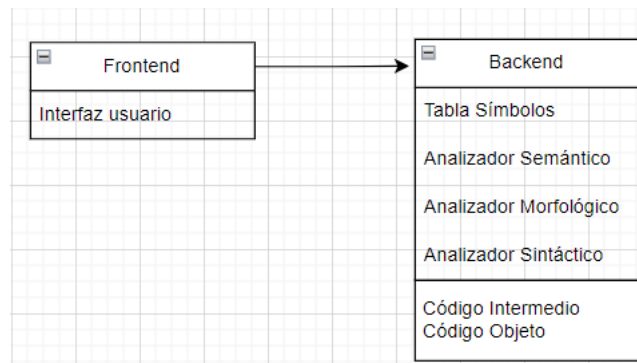 Frontend
Interfaz usuario
Backend
Tabla Símbolos
Analizador Semántico
Analizador Morfológico
Analizador Sintáctico
Código Intermedio
Código Objeto